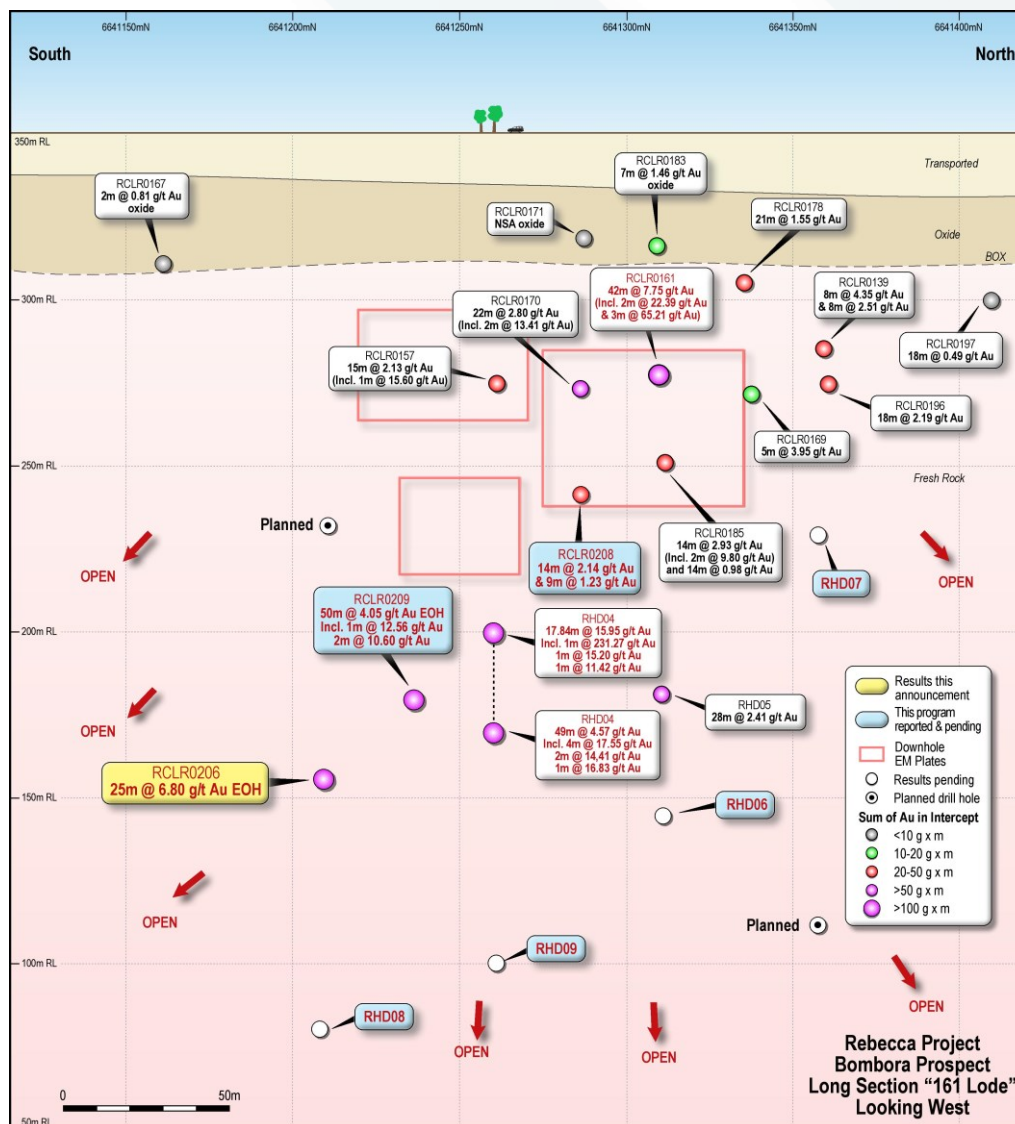 6641150mN
6641200mN
6641250mN
6641300mN
6641350mN
6641400mN
South
North
350m RL
Transported
RCLR0167
2m @ 0.81 g/t Au
oxide
RCLR0171
NSA oxide
RCLR0183
7m @ 1.46 g/t Au
oxide
RCLR0178
21m @ 1.55 g/t Au
Oxide
BOX
300m RL
RCLR0170
22m @ 2.80 g/t Au
(Incl. 2m @ 13.41 g/t Au)
RCLR0161
42m @ 7.75 g/t Au
(Incl. 2m @ 22.39 g/t Au
& 3m @ 65.21 g/t Au)
RCLR0139
8m @ 4.35 g/t Au
& 8m @ 2.51 g/t Au
RCLR0197
18m @ 0.49 g/t Au
RCLR0157
15m @ 2.13 g/t Au
(Incl. 1m @ 15.60 g/t Au)
RCLR0196
18m @ 2.19 g/t Au
RCLR0169
5m @ 3.95 g/t Au
250m RL
Fresh Rock
Planned
RCLR0185
14m @ 2.93 g/t Au
(Incl. 2m @ 9.80 g/t Au)
and 14m @ 0.98 g/t Au
RCLR0208
14m @ 2.14 g/t Au
& 9m @ 1.23 g/t Au
OPEN
RHD07
OPEN
RCLR0209
50m @ 4.05 g/t Au EOH
Incl. 1m @ 12.56 g/t Au
2m @ 10.60 g/t Au
200m RL
RHD04
17.84m @ 15.95 g/t Au
Incl. 1m @ 231.27 g/t Au
1m @ 15.20 g/t Au
1m @ 11.42 g/t Au
RHD05
28m @ 2.41 g/t Au
RHD04
49m @ 4.57 g/t Au
Incl. 4m @ 17.55 g/t Au
2m @ 14,41 g/t Au
1m @ 16.83 g/t Au
OPEN
RCLR0206
25m @ 6.80 g/t Au EOH
150m RL
RHD06
Results this
announcement
This program
reported & pending
Downhole
EM Plates
Results pending
Planned drill hole
Sum of Au in Intercept
<10 g x m
10-20 g x m
20-50 g x m
>50 g x m
>100 g x m
OPEN
Planned
RHD09
100m RL
RHD08
OPEN
OPEN
OPEN
0
50m
50m RL
Rebecca Project
Bombora Prospect
Long Section “161 Lode”
Looking West